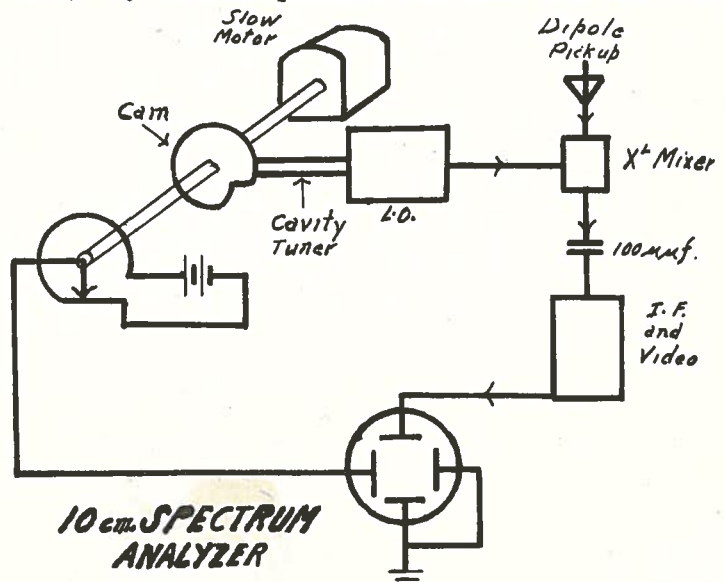 Slow
Motor
Dipole
Pickup
Cam
X^L Mixer
L.O.
Cavity
Tuner
100 μμf.
I.F.
and
Video
10 cm. SPECTRUM
ANALYZER